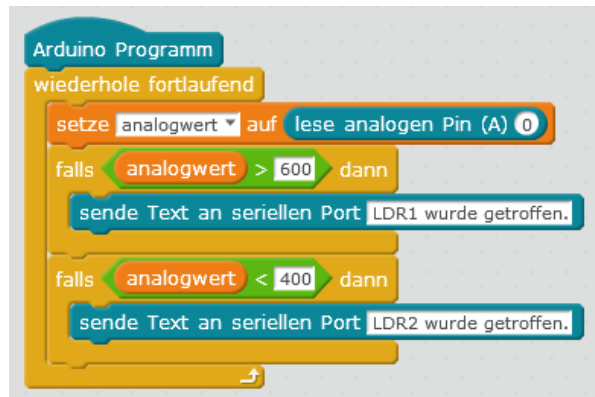 Arduino Programm
wiederhole fortlaufend
setze analogwert auf lese analogen Pin (A) 0
falls analogwert > 600 dann
sende Text an seriellen Port LDR1 wurde getroffen.
falls analogwert < 400 dann
sende Text an seriellen Port LDR2 wurde getroffen.